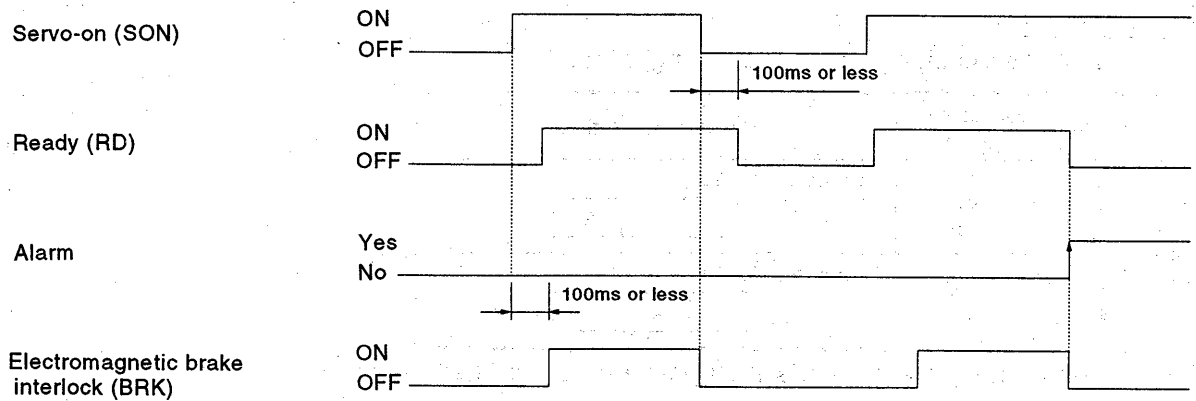 Servo-on (SON)
ON
OFF
100ms or less
Ready (RD)
ON
OFF
Alarm
Yes
No
100ms or less
Electromagnetic brake
interlock (BRK)
ON
OFF